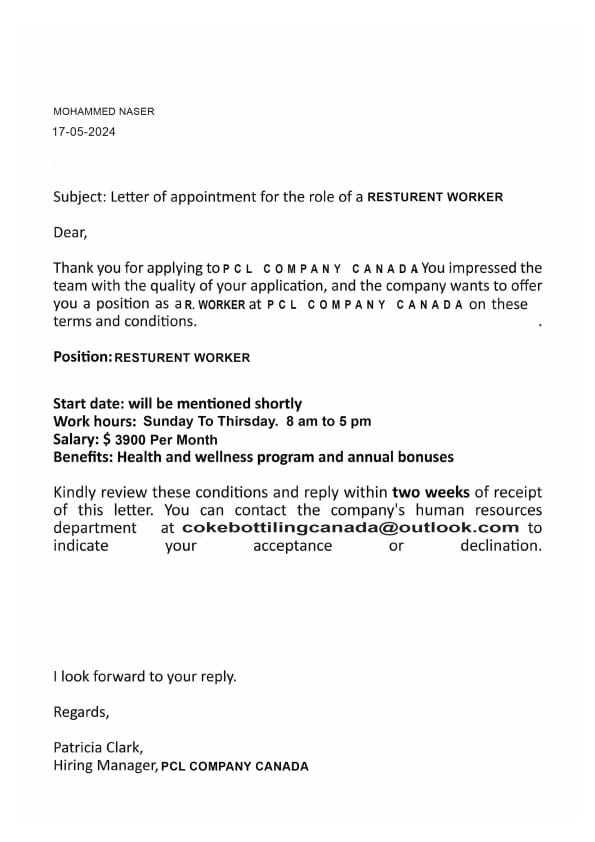 MOHAMMED NASER
17-05-2024
Subject: Letter of appointment for the role of a RESTURENT WORKER
Dear,
Thank you for applying to P C L COMPANY CANADA You impressed the
team with the quality of your application, and the company wants to offer
you a position as a R. WORKER at P C L COMPANY CANADA on these
terms and conditions. .
Position: RESTURENT WORKER
Start date: will be mentioned shortly
Work hours: Sunday To Thirsday. 8 am to 5 pm
Salary: $ 3900 Per Month
Benefits: Health and wellness program and annual bonuses
Kindly review these conditions and reply within two weeks of receipt
of this letter. You can contact the company's human resources
department at cokebottilingcanada@outlook.com to
indicate your acceptance or declination.
I look forward to your reply.
Regards,
Patricia Clark,
Hiring Manager, PCL COMPANY CANADA